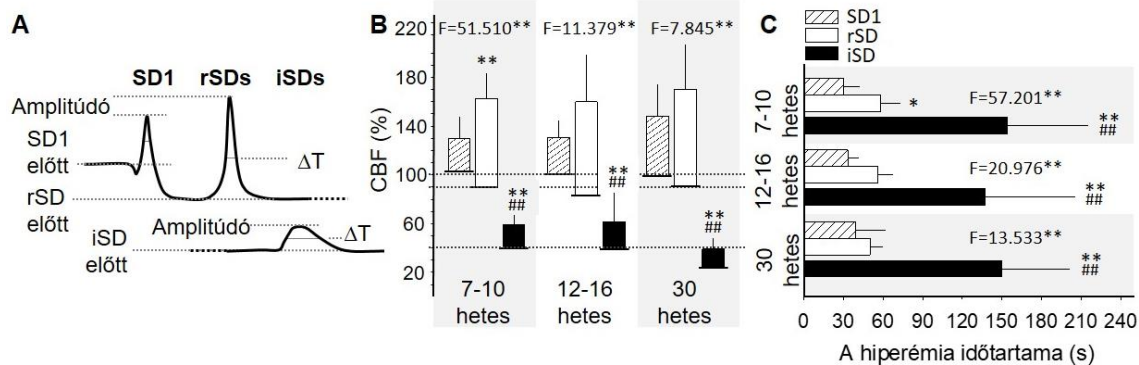 A
SD1 rSDs iSDs
Amplitúdó
SD1
előtt
ΔT
rSD
előtt
Amplitúdó
ΔT
iSD
előtt
B
CBF (%)
220
180
140
100
60
20
F=51.510**
F=11.379**
F=7.845**
**
**
##
**
##
**
##
7-10
hetes
12-16
hetes
30
hetes
C
SD1
rSD
iSD
7-10
hetes
F=57.201**
*
**
##
12-16
hetes
F=20.976**
**
##
30
hetes
F=13.533**
**
##
0 30 60 90 120 150 180 210 240
A hiperémia időtartama (s)